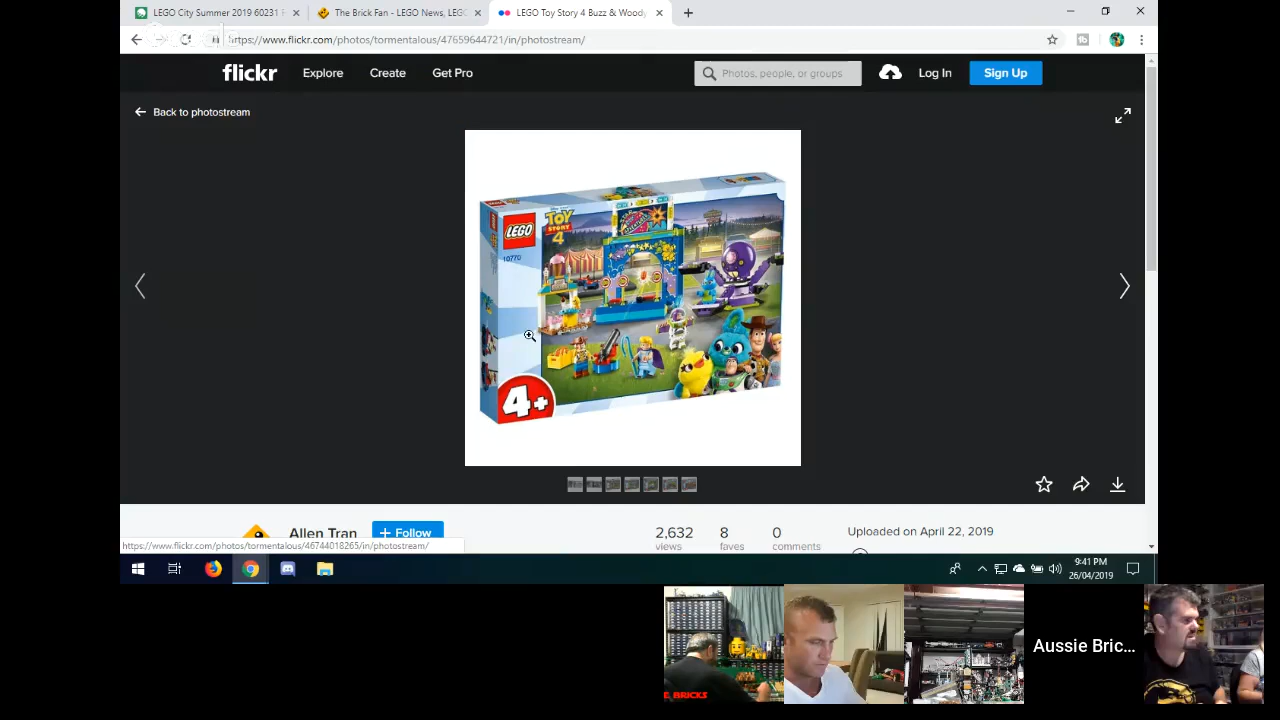 LEGO City Summer 2019 60231
The Brick Fan - LEGO News, LEGO
LEGO Toy Story 4 Buzz & Woody
https://www.flickr.com/photos/tormentalous/47659644721/in/photostream/
flickr
Explore
Create
Get Pro
Photos, people, or groups
Log In
Sign Up
Back to photostream
LEGO
TOY
STORY
4
10770
4+
Allen Tran
+ Follow
2,632
views
8
faves
0
comments
Uploaded on April 22, 2019
https://www.flickr.com/photos/tormentalous/46744018265/in/photostream/
9:41 PM
26/04/2019
BRICKS
Aussie Bric...